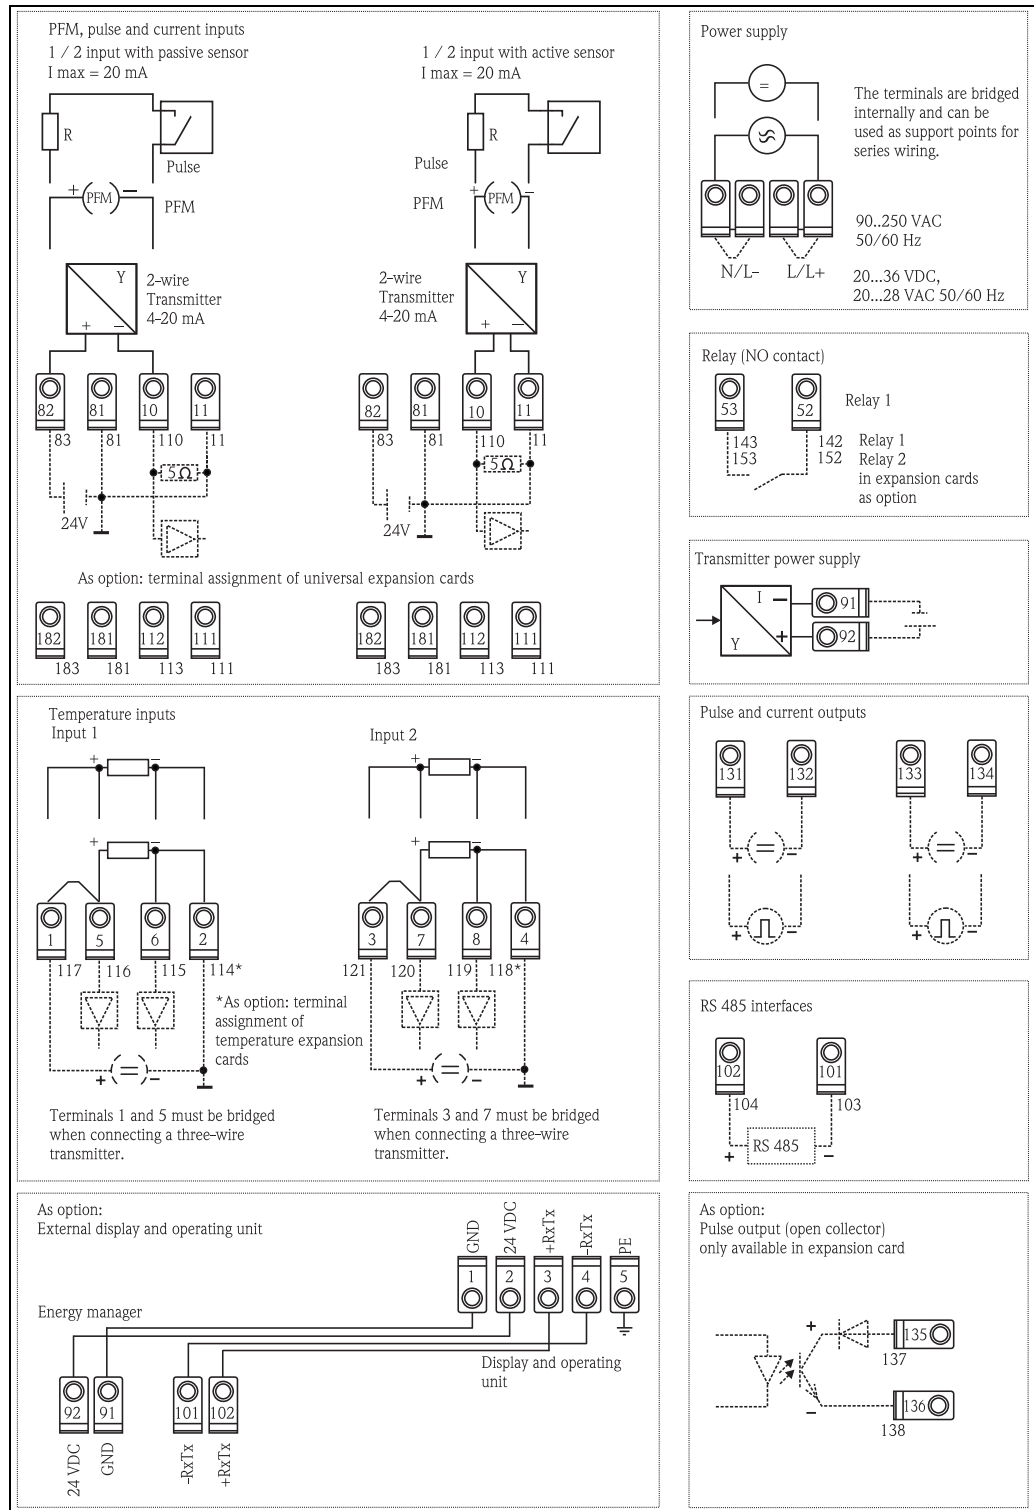 PFM, pulse and current inputs
1 / 2 input with passive sensor
I max = 20 mA
R
Pulse
+ PFM −
PFM
Y
+ −
2-wire
Transmitter
4-20 mA
82 81 10 11
83 81 110 11
5Ω
24V
1 / 2 input with active sensor
I max = 20 mA
R
Pulse
+ PFM −
PFM
Y
+ −
2-wire
Transmitter
4-20 mA
82 81 10 11
83 81 110 11
5Ω
24V
As option: terminal assignment of universal expansion cards
182 181 112 111
183 181 113 111
182 181 112 111
183 181 113 111
Power supply
=
The terminals are bridged
internally and can be
used as support points for
series wiring.
N/L- L/L+
90..250 VAC
50/60 Hz
20...36 VDC,
20...28 VAC 50/60 Hz
Relay (NO contact)
53 52 Relay 1
143 142 Relay 1
153 152 Relay 2
in expansion cards
as option
Transmitter power supply
I − 91
Y + 92
Temperature inputs
Input 1
+ −
+ −
1 5 6 2
117 116 115 114*
*As option: terminal
assignment of
temperature expansion
cards
+ = −
Terminals 1 and 5 must be bridged
when connecting a three-wire
transmitter.
Input 2
+ −
+ −
3 7 8 4
121 120 119 118*
+ = −
Terminals 3 and 7 must be bridged
when connecting a three-wire
transmitter.
Pulse and current outputs
131 132 133 134
+ = − + = −
+ − + −
RS 485 interfaces
102 101
104 103
+ RS 485 −
As option:
External display and operating unit
GND 24 VDC +RxTx -RxTx PE
1 2 3 4 5
Energy manager
Display and operating
unit
92 91 101 102
24 VDC GND -RxTx +RxTx
As option:
Pulse output (open collector)
only available in expansion card
+ 135
137
− 136
138